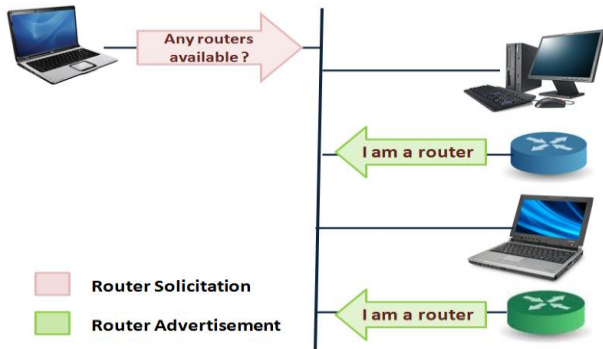 Any routers
available ?
I am a router
I am a router
Router Solicitation
Router Advertisement